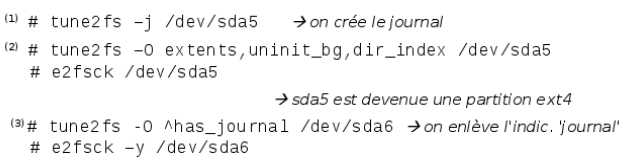 (1) # tune2fs –j /dev/sda5 → on crée le journal
(2) # tune2fs –O extents,uninit_bg,dir_index /dev/sda5
# e2fsck /dev/sda5
→ sda5 est devenue une partition ext4
(3) # tune2fs -O ^has_journal /dev/sda6 → on enlève l'indic. 'journal'
# e2fsck –y /dev/sda6